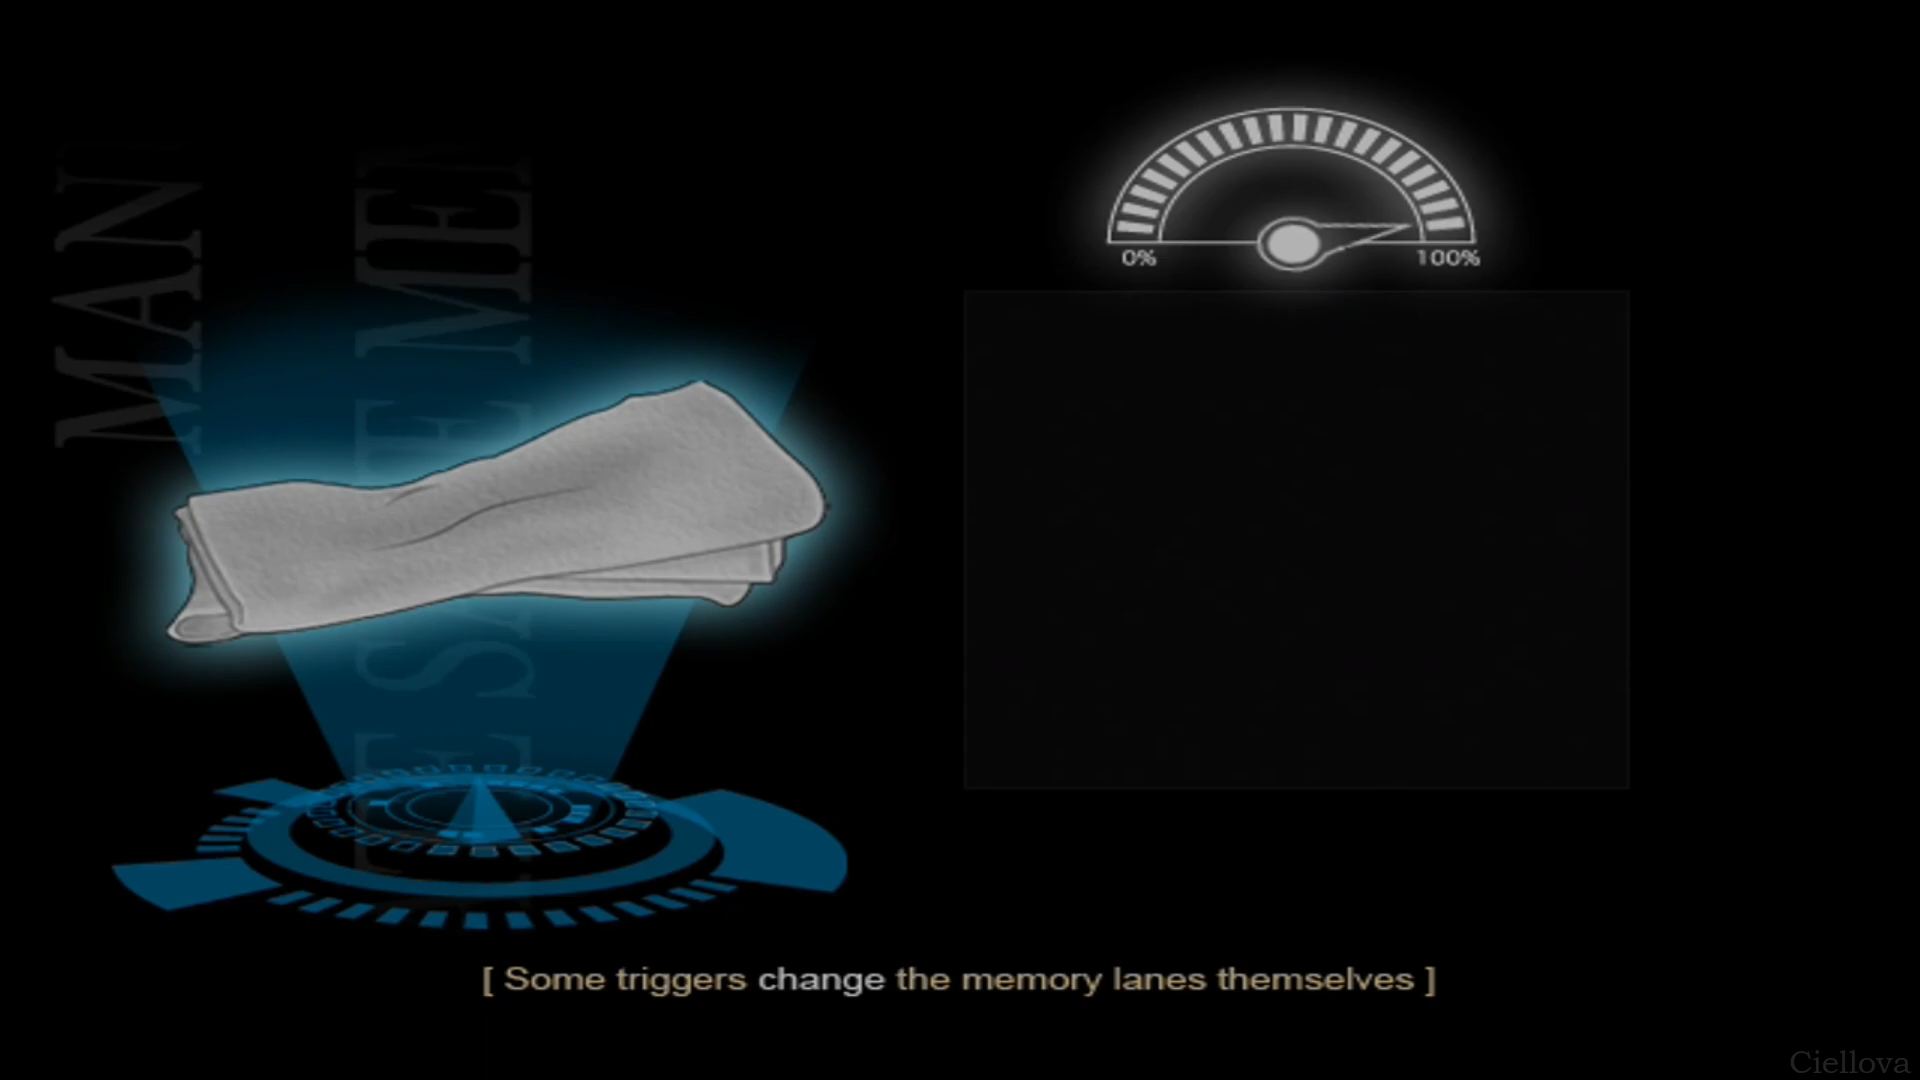 0%
100%
[ Some triggers change the memory lanes themselves ]
Ciellova